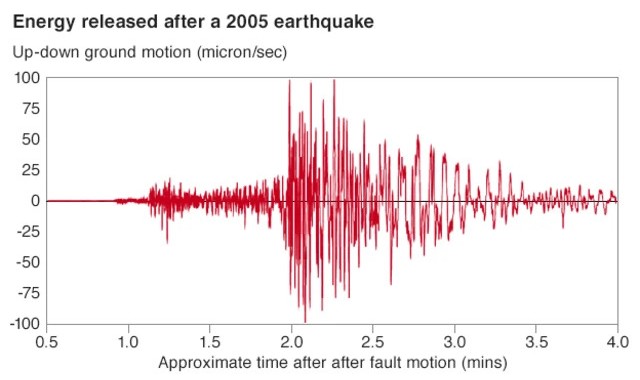 Energy released after a 2005 earthquake
Up-down ground motion (micron/sec)
100
75
50
25
0
-25
-50
-75
-100
0.5 1.0 1.5 2.0 2.5 3.0 3.5 4.0
Approximate time after after fault motion (mins)